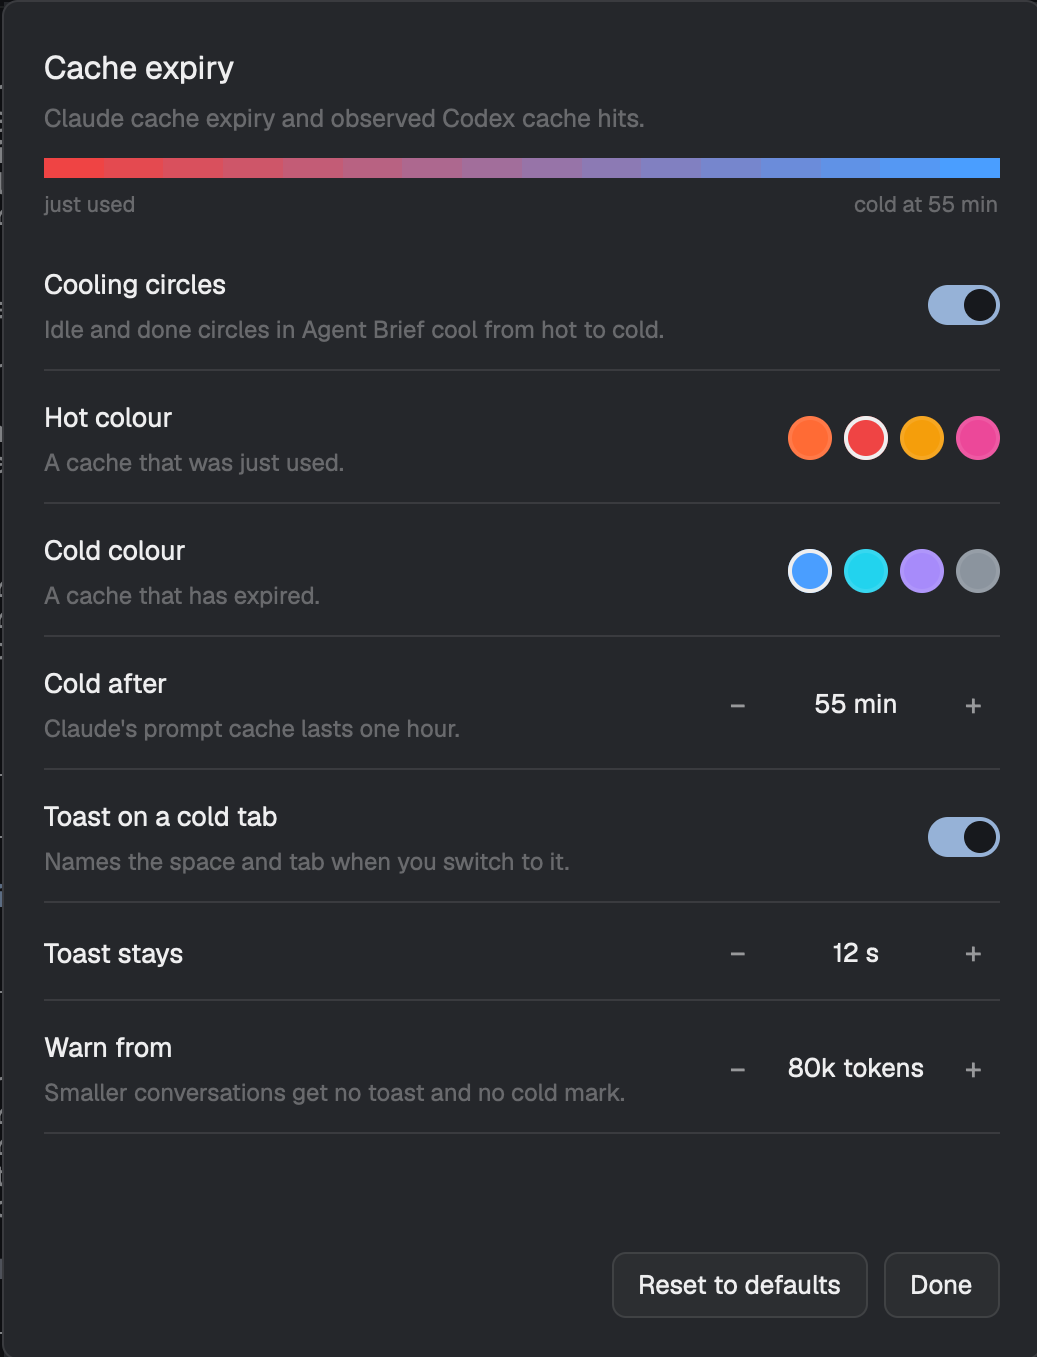 Cache expiry
Claude cache expiry and observed Codex cache hits.
just used
cold at 55 min
Cooling circles
Idle and done circles in Agent Brief cool from hot to cold.
Hot colour
A cache that was just used.
Cold colour
A cache that has expired.
Cold after
− 55 min +
Claude's prompt cache lasts one hour.
Toast on a cold tab
Names the space and tab when you switch to it.
Toast stays − 12 s +
Warn from
− 80k tokens +
Smaller conversations get no toast and no cold mark.
Reset to defaults
Done